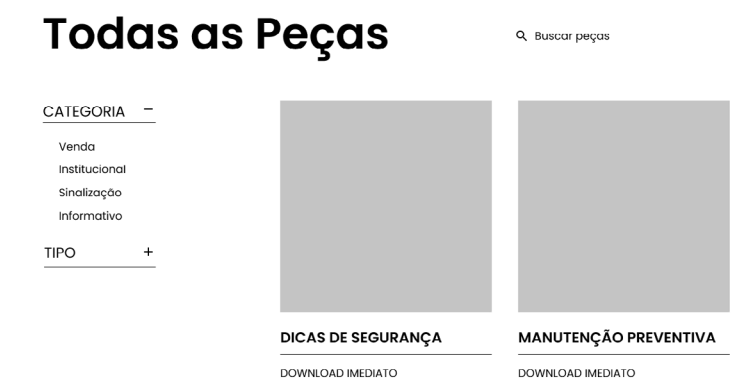 Todas as Peças
Buscar peças
CATEGORIA
Venda
Institucional
Sinalização
Informativo
TIPO
DICAS DE SEGURANÇA
DOWNLOAD IMEDIATO
MANUTENÇÃO PREVENTIVA
DOWNLOAD IMEDIATO